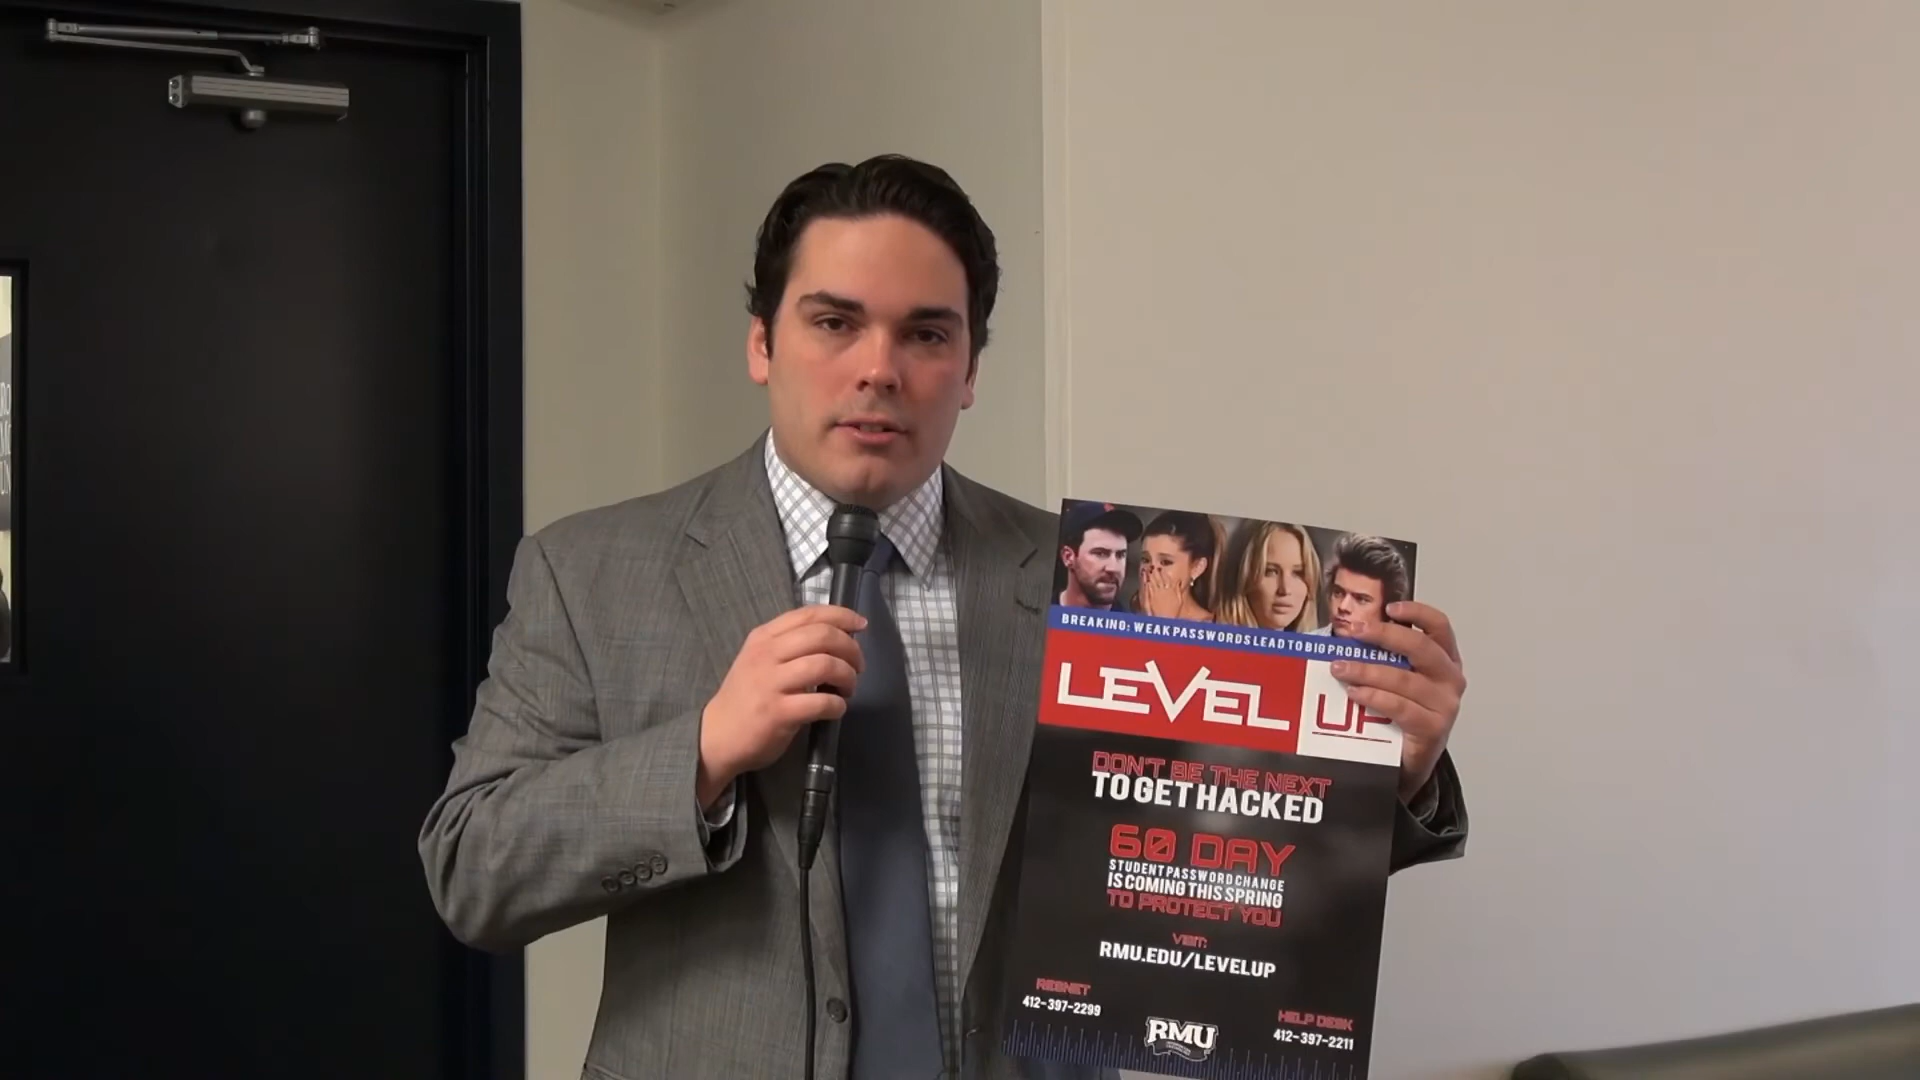 BREAKING: WEAK PASSWORDS LEAD TO BIG PROBLEMS!
LEVEL UP
DON'T BE THE NEXT
TO GET HACKED
60 DAY
STUDENT PASSWORD CHANGE
IS COMING THIS SPRING
TO PROTECT YOU
VISIT:
RMU.EDU/LEVELUP
RESNET
412-397-2299
HELP DESK
412-397-2211
RMU